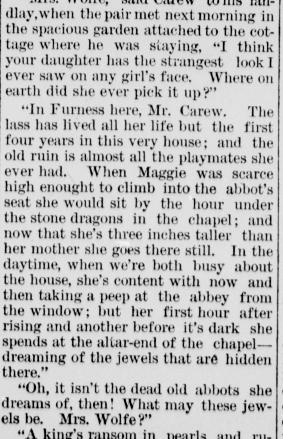 Mrs. Wolfe," said Carew to his lan-
dlay,when the pair met next morning in
the spacious garden attached to the cot-
tage where he was staying, "I think
your daughter has the strangest look I
ever saw on any girl's face. Where on
earth did she ever pick it up?"
"In Furness here, Mr. Carew. The
lass has lived all her life but the first
four years in this very house; and the
old ruin is almost all the playmates she
ever had. When Maggie was scarce
high enought to climb into the abbot's
seat she would sit by the hour under
the stone dragons in the chapel; and
now that she's three inches taller than
her mother she goes there still. In the
daytime, when we're both busy about
the house, she's content with now and
then taking a peep at the abbey from
the window; but her first hour after
rising and another before it's dark she
spends at the altar-end of the chapel—
dreaming of the jewels that are hidden
there."
"Oh, it isn't the dead old abbots she
dreams of, then! What may these jew-
els be. Mrs. Wolfe?"
"A king's ransom in pearls and ru-